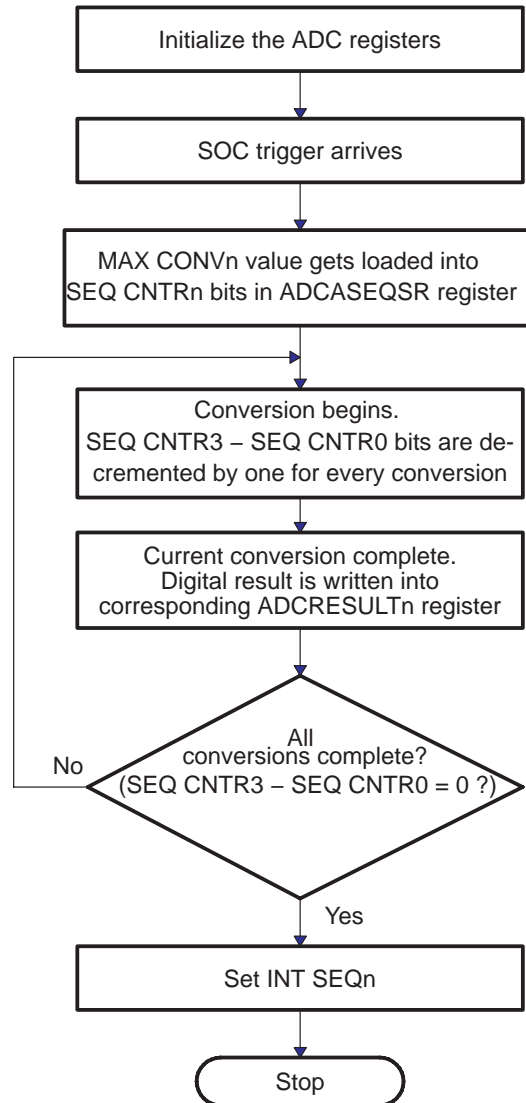 Initialize the ADC registers
SOC trigger arrives
MAX CONVn value gets loaded into
SEQ CNTRn bits in ADCASEQSR register
Conversion begins.
SEQ CNTR3 − SEQ CNTR0 bits are de-
cremented by one for every conversion
Current conversion complete.
Digital result is written into
corresponding ADCRESULTn register
All
conversions complete?
(SEQ CNTR3 − SEQ CNTR0 = 0 ?)
No
Yes
Set INT SEQn
Stop